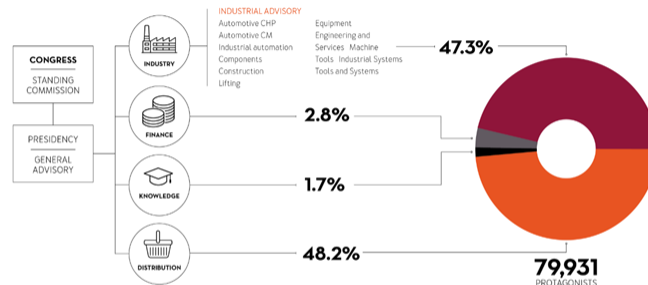 INDUSTRIAL ADVISORY
Automotive CHP
Automotive CM
Industrial automation
Components
Construction
Lifting
Equipment
Engineering and
Services Machine
Tools Industrial Systems
Tools and Systems
CONGRESS
STANDING
COMMISSION
PRESIDENCY
GENERAL
ADVISORY
INDUSTRY
47.3%
FINANCE
2.8%
KNOWLEDGE
1.7%
DISTRIBUTION
48.2%
79,931
PROTAGONISTS